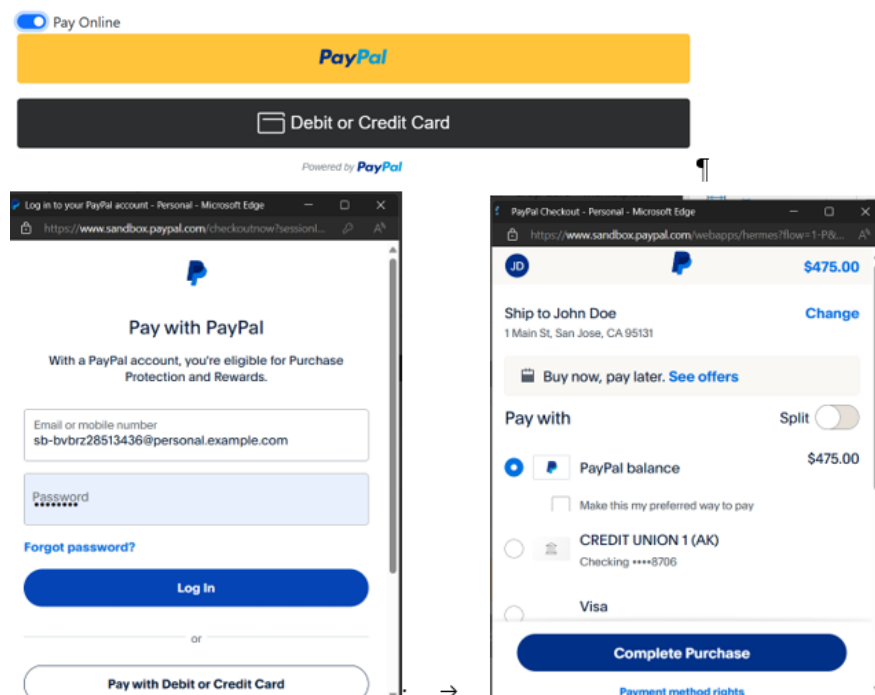 Pay Online
PayPal
Debit or Credit Card
Powered by PayPal
¶
Log in to your PayPal account - Personal - Microsoft Edge
https://www.sandbox.paypal.com/checkoutnow?sessionI...
Pay with PayPal
With a PayPal account, you're eligible for Purchase
Protection and Rewards.
Email or mobile number
sb-bvbrz28513436@personal.example.com
Password
••••••••
Forgot password?
Log In
or
Pay with Debit or Credit Card
PayPal Checkout - Personal - Microsoft Edge
https://www.sandbox.paypal.com/webapps/hermes?flow=1-P&...
JD
$475.00
Ship to John Doe
Change
1 Main St, San Jose, CA 95131
Buy now, pay later. See offers
Pay with
Split
PayPal balance
$475.00
Make this my preferred way to pay
CREDIT UNION 1 (AK)
Checking ••••8706
Visa
Complete Purchase
Payment method rights